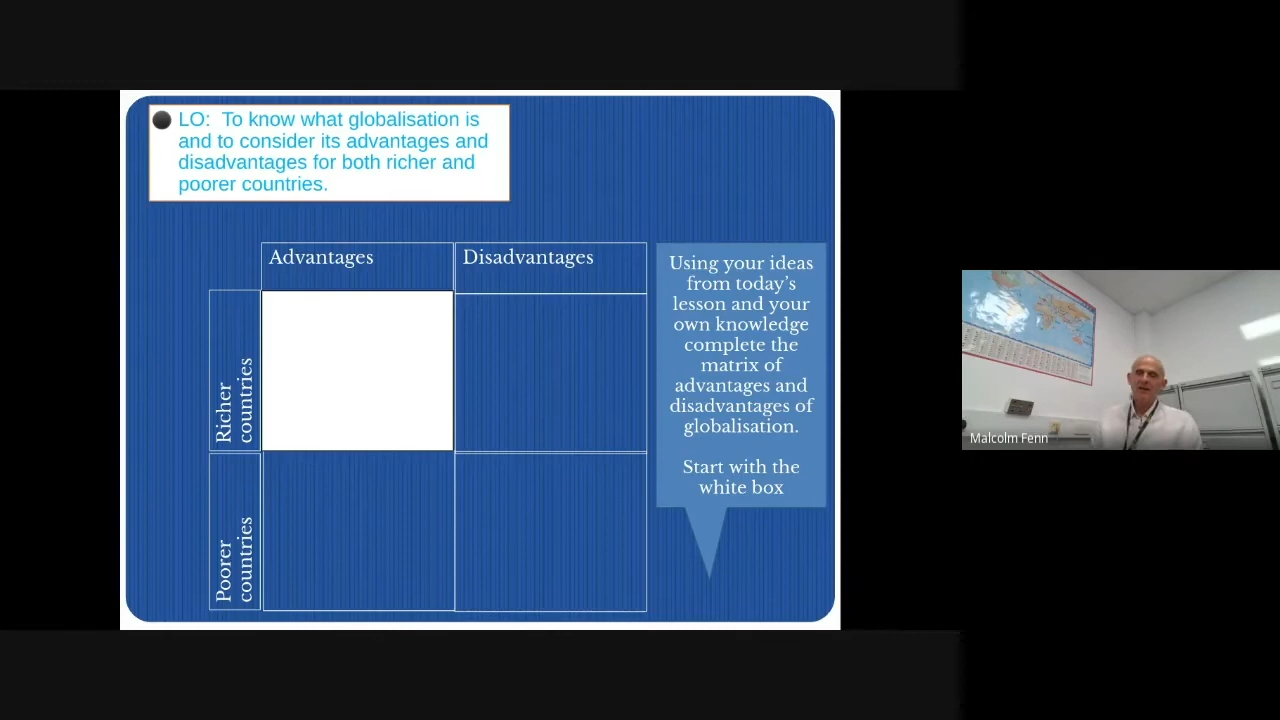 LO:  To know what globalisation is
and to consider its advantages and
disadvantages for both richer and
poorer countries.
Advantages
Disadvantages
Richer
countries
Poorer
countries
Using your ideas
from today’s
lesson and your
own knowledge
complete the
matrix of
advantages and
disadvantages of
globalisation.
Start with the
white box
Malcolm Fenn